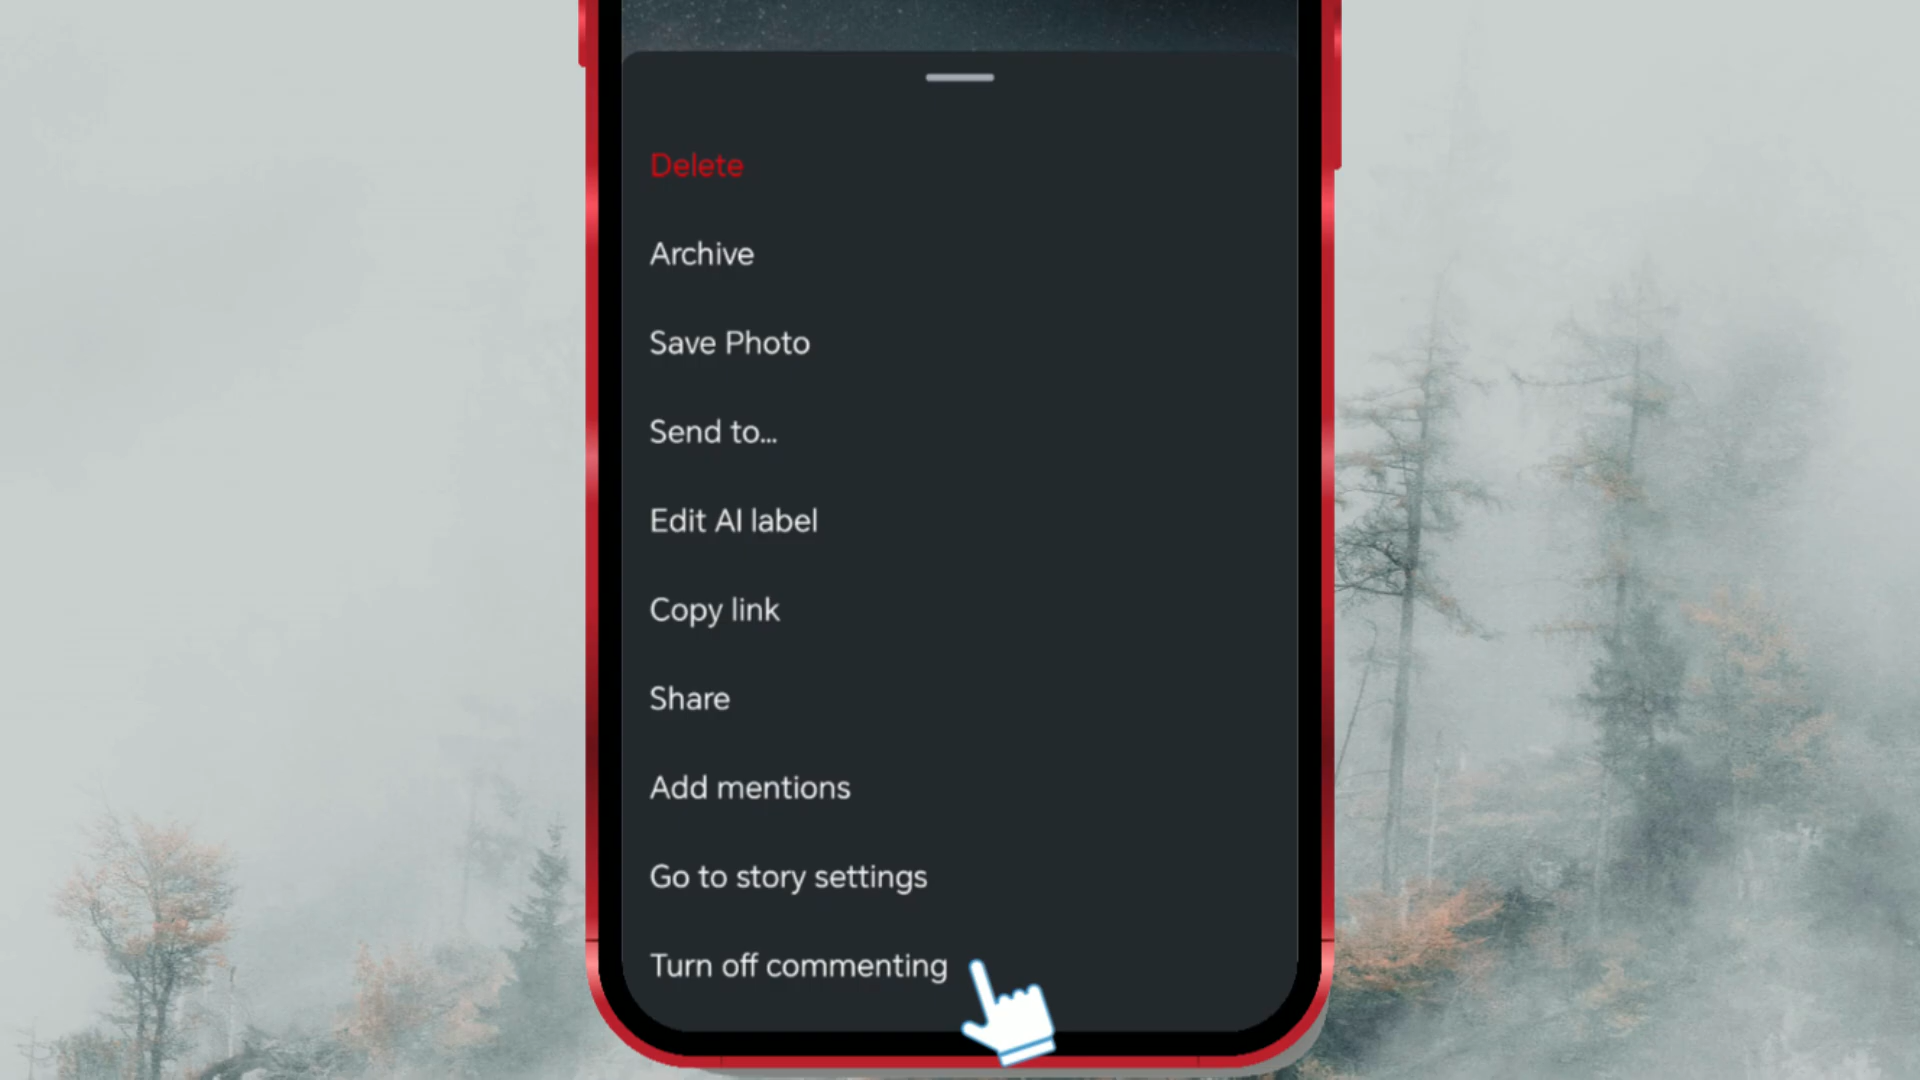 Delete
Archive
Save Photo
Send to...
Edit AI label
Copy link
Share
Add mentions
Go to story settings
Turn off commenting